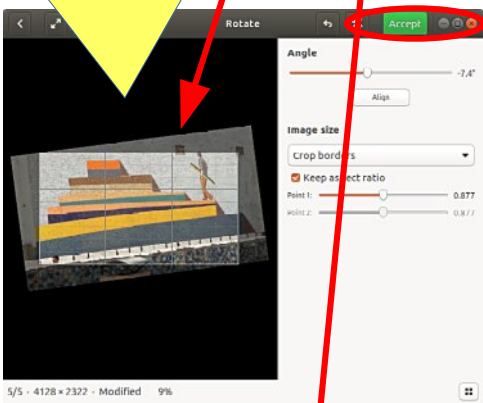 Rotate
Accept
Angle
-7.4°
Align
Image size
Crop borders
Keep aspect ratio
Point 1:
0.877
Point 2:
0.877
5/5 · 4128 × 2322 · Modified 9%